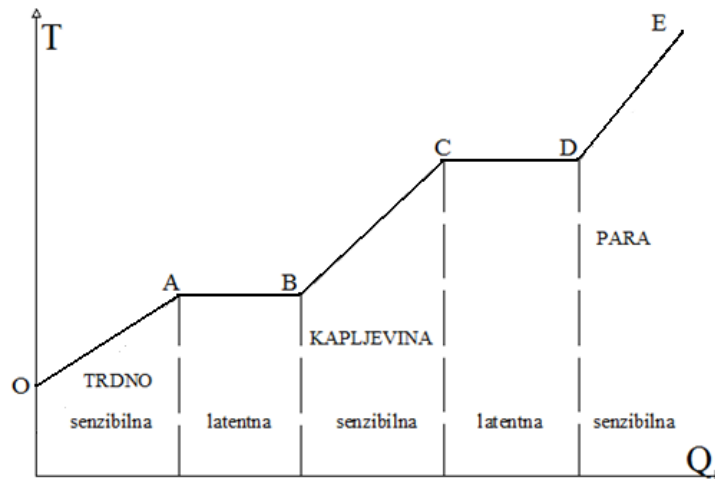 T
E
C
D
PARA
A
B
KAPLJEVINA
O
TRDNO
senzibilna
latentna
senzibilna
latentna
senzibilna
Q